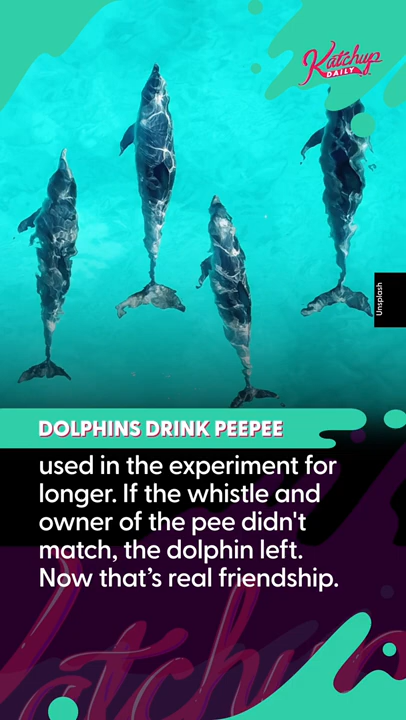 Katchup
DAILY
Unsplash
DOLPHINS DRINK PEEPEE
used in the experiment for
longer. If the whistle and
owner of the pee didn't
match, the dolphin left.
Now that’s real friendship.